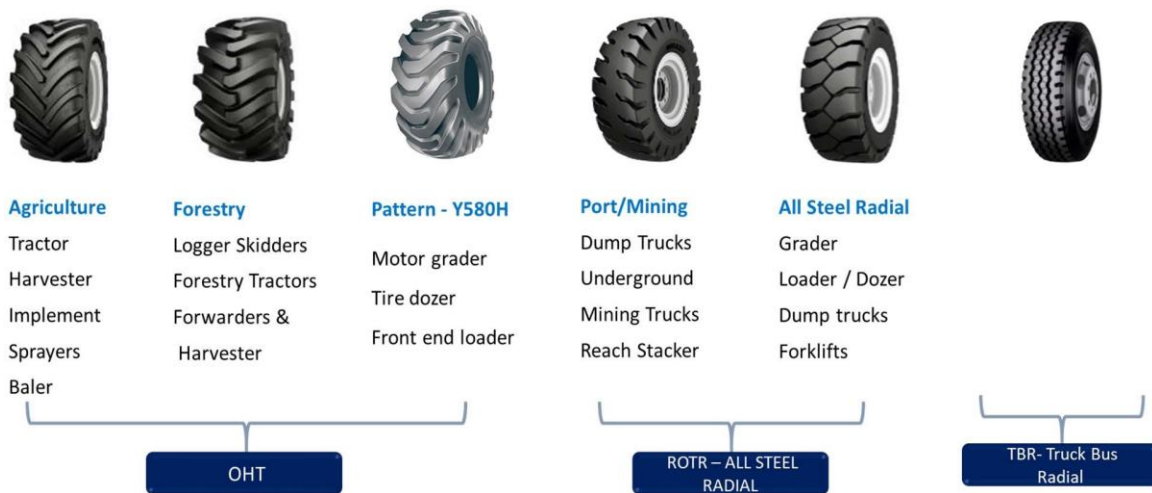 Agriculture
Tractor
Harvester
Implement
Sprayers
Baler
Forestry
Logger Skidders
Forestry Tractors
Forwarders &
Harvester
Pattern - Y580H
Motor grader
Tire dozer
Front end loader
Port/Mining
Dump Trucks
Underground
Mining Trucks
Reach Stacker
All Steel Radial
Grader
Loader / Dozer
Dump trucks
Forklifts
OHT
ROTR – ALL STEEL
RADIAL
TBR- Truck Bus
Radial